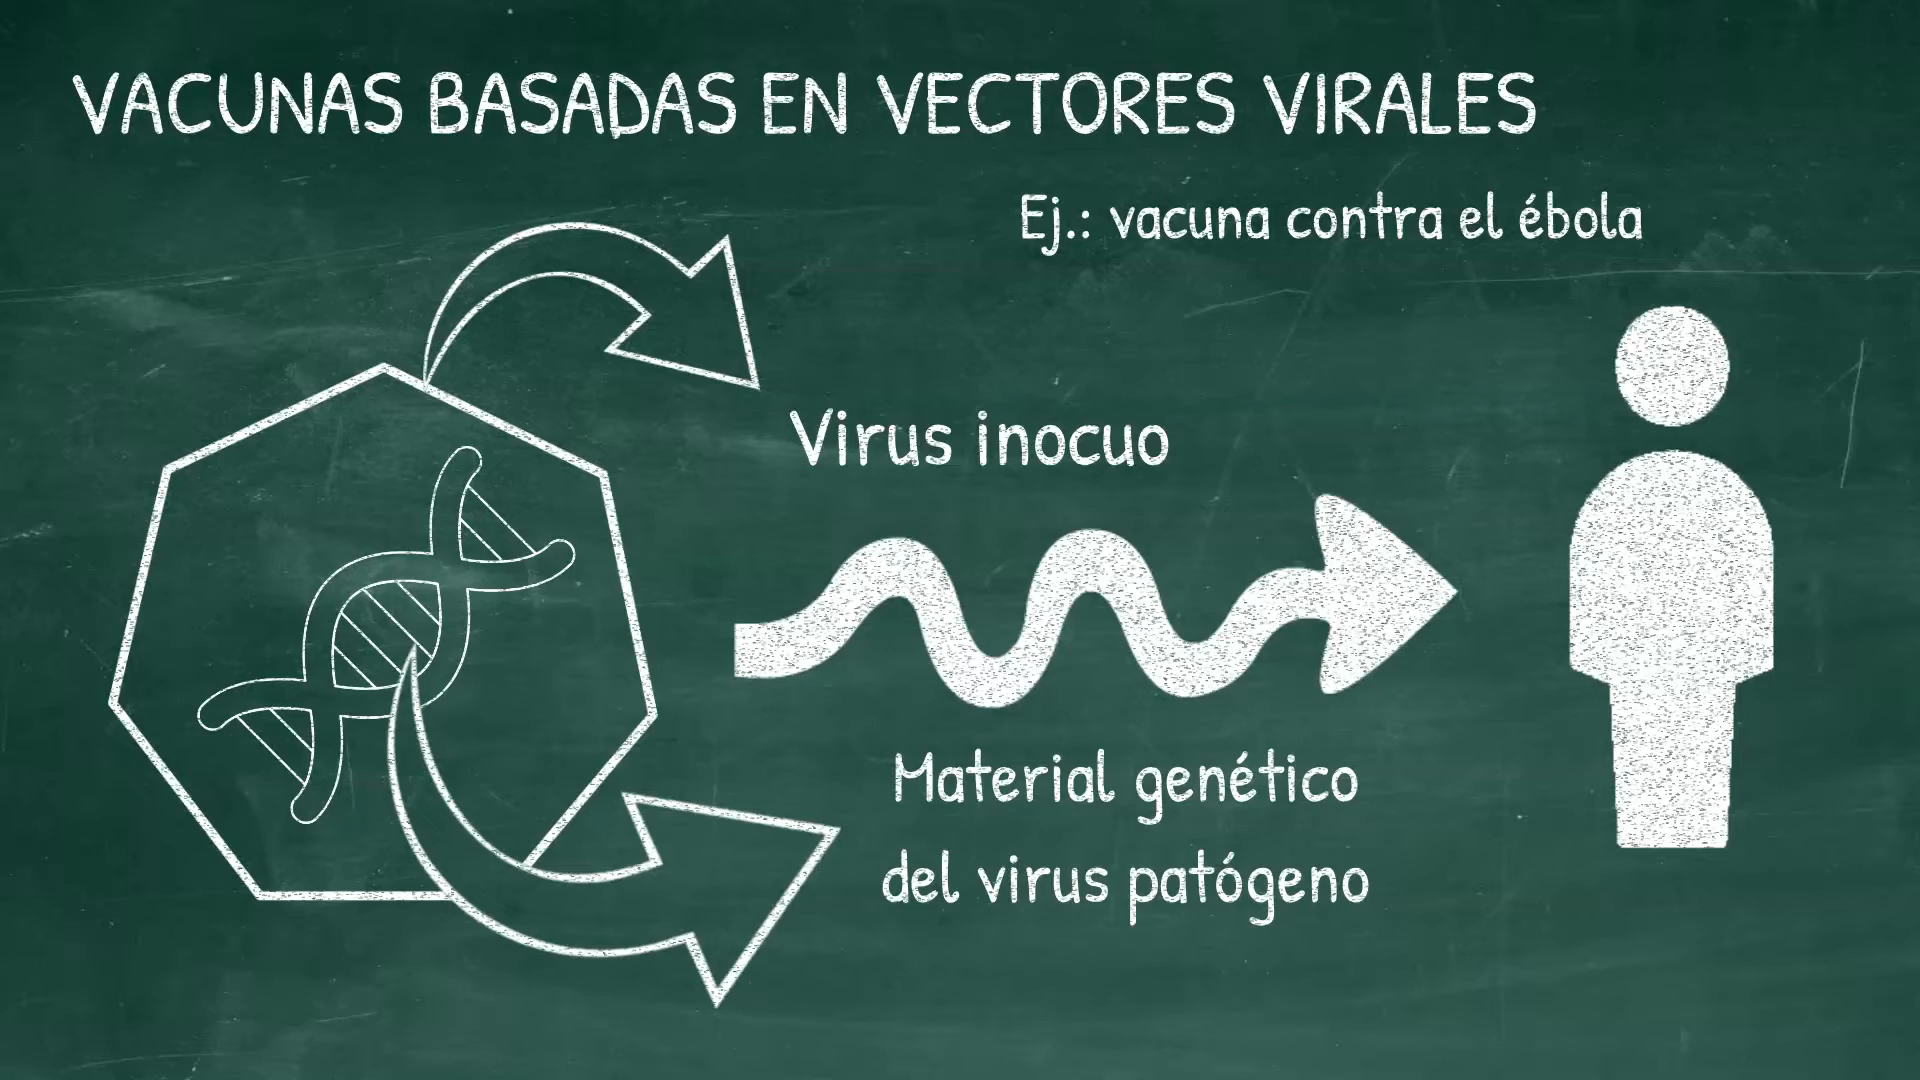 VACUNAS BASADAS EN VECTORES VIRALES
Ej.: vacuna contra el ébola
Virus inocuo
Material genético
del virus patógeno